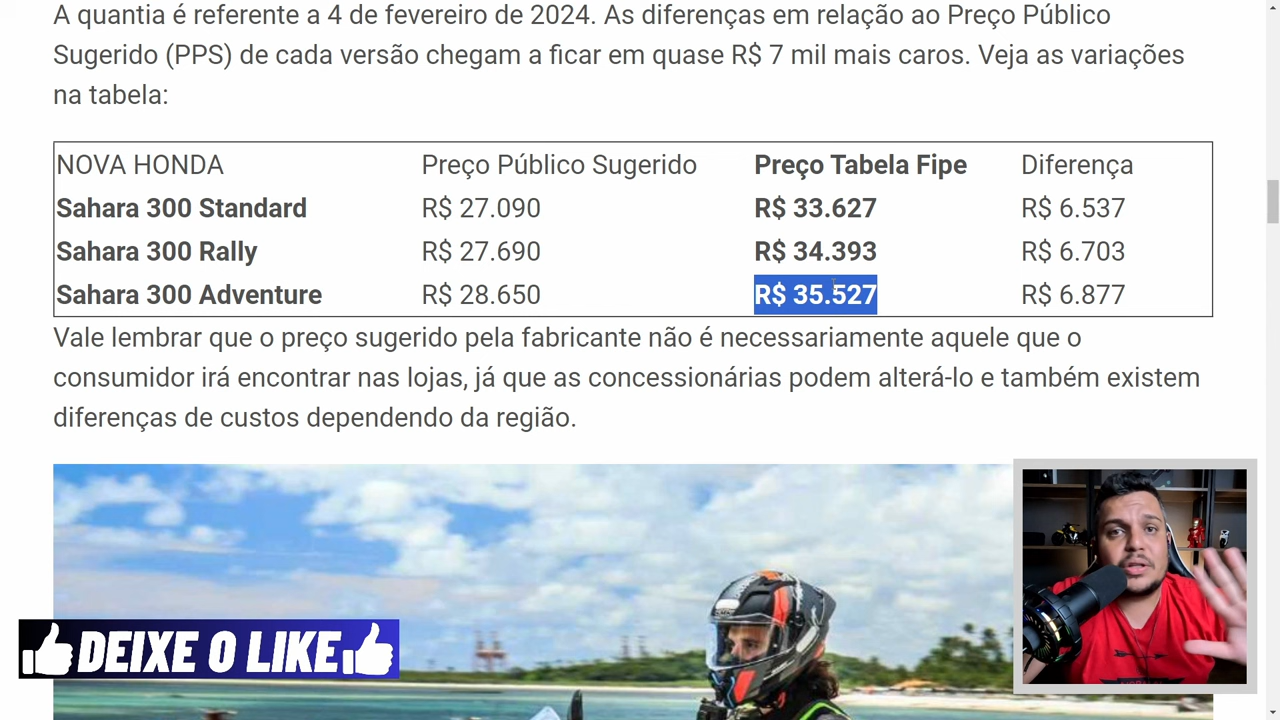 A quantia é referente a 4 de fevereiro de 2024. As diferenças em relação ao Preço Público
Sugerido (PPS) de cada versão chegam a ficar em quase R$ 7 mil mais caros. Veja as variações
na tabela:
NOVA HONDA Preço Público Sugerido Preço Tabela Fipe Diferença
Sahara 300 Standard R$ 27.090 R$ 33.627 R$ 6.537
Sahara 300 Rally R$ 27.690 R$ 34.393 R$ 6.703
Sahara 300 Adventure R$ 28.650 R$ 35.527 R$ 6.877
Vale lembrar que o preço sugerido pela fabricante não é necessariamente aquele que o
consumidor irá encontrar nas lojas, já que as concessionárias podem alterá-lo e também existem
diferenças de custos dependendo da região.
DEIXE O LIKE